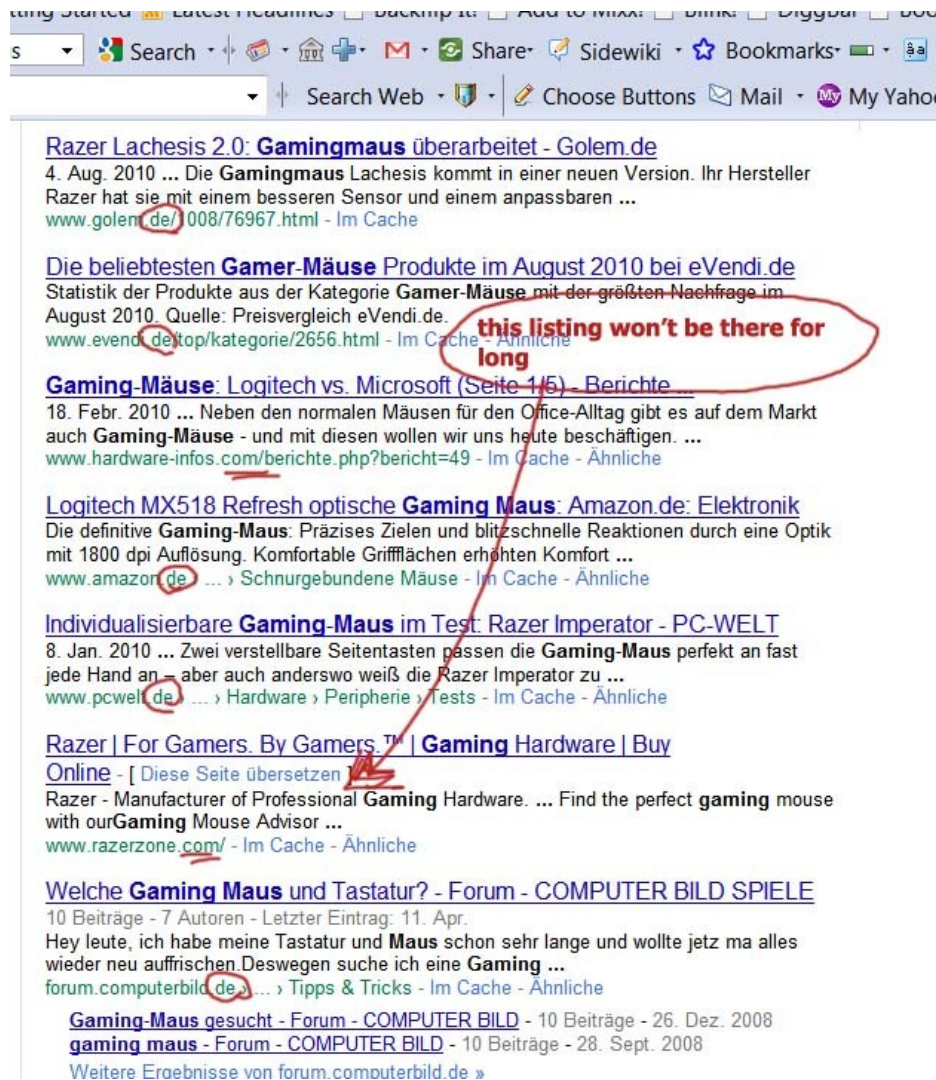 ting Started Latest Headlines Backflip It! Add to Mixx! Blink! DiggBar Boo
s Search Share Sidewiki Bookmarks
Search Web Choose Buttons Mail My Yahoo
Razer Lachesis 2.0: Gamingmaus überarbeitet - Golem.de
4. Aug. 2010 ... Die Gamingmaus Lachesis kommt in einer neuen Version. Ihr Hersteller
Razer hat sie mit einem besseren Sensor und einem anpassbaren ...
www.golem.de/1008/76967.html - Im Cache
Die beliebtesten Gamer-Mäuse Produkte im August 2010 bei eVendi.de
Statistik der Produkte aus der Kategorie Gamer-Mäuse mit der größten Nachfrage im
August 2010. Quelle: Preisvergleich eVendi.de.
www.evendi.de/top/kategorie/2656.html - Im Cache - Ähnliche
this listing won't be there for
long
Gaming-Mäuse: Logitech vs. Microsoft (Seite 1/5) - Berichte ...
18. Febr. 2010 ... Neben den normalen Mäusen für den Office-Alltag gibt es auf dem Markt
auch Gaming-Mäuse - und mit diesen wollen wir uns heute beschäftigen. ...
www.hardware-infos.com/berichte.php?bericht=49 - Im Cache - Ähnliche
Logitech MX518 Refresh optische Gaming Maus: Amazon.de: Elektronik
Die definitive Gaming-Maus: Präzises Zielen und blitzschnelle Reaktionen durch eine Optik
mit 1800 dpi Auflösung. Komfortable Griffflächen erhöhten Komfort ...
www.amazon.de › ... › Schnurgebundene Mäuse - Im Cache - Ähnliche
Individualisierbare Gaming-Maus im Test: Razer Imperator - PC-WELT
8. Jan. 2010 ... Zwei verstellbare Seitentasten passen die Gaming-Maus perfekt an fast
jede Hand an – aber auch anderswo weiß die Razer Imperator zu ...
www.pcwelt.de › ... › Hardware › Peripherie › Tests - Im Cache - Ähnliche
Razer | For Gamers. By Gamers.™ | Gaming Hardware | Buy
Online - [ Diese Seite übersetzen ]
Razer - Manufacturer of Professional Gaming Hardware. ... Find the perfect gaming mouse
with ourGaming Mouse Advisor ...
www.razerzone.com/ - Im Cache - Ähnliche
Welche Gaming Maus und Tastatur? - Forum - COMPUTER BILD SPIELE
10 Beiträge - 7 Autoren - Letzter Eintrag: 11. Apr.
Hey leute, ich habe meine Tastatur und Maus schon sehr lange und wollte jetz ma alles
wieder neu auffrischen.Deswegen suche ich eine Gaming ...
forum.computerbild.de › ... › Tipps & Tricks - Im Cache - Ähnliche
Gaming-Maus gesucht - Forum - COMPUTER BILD - 10 Beiträge - 26. Dez. 2008
gaming maus - Forum - COMPUTER BILD - 10 Beiträge - 28. Sept. 2008
Weitere Ergebnisse von forum.computerbild.de »